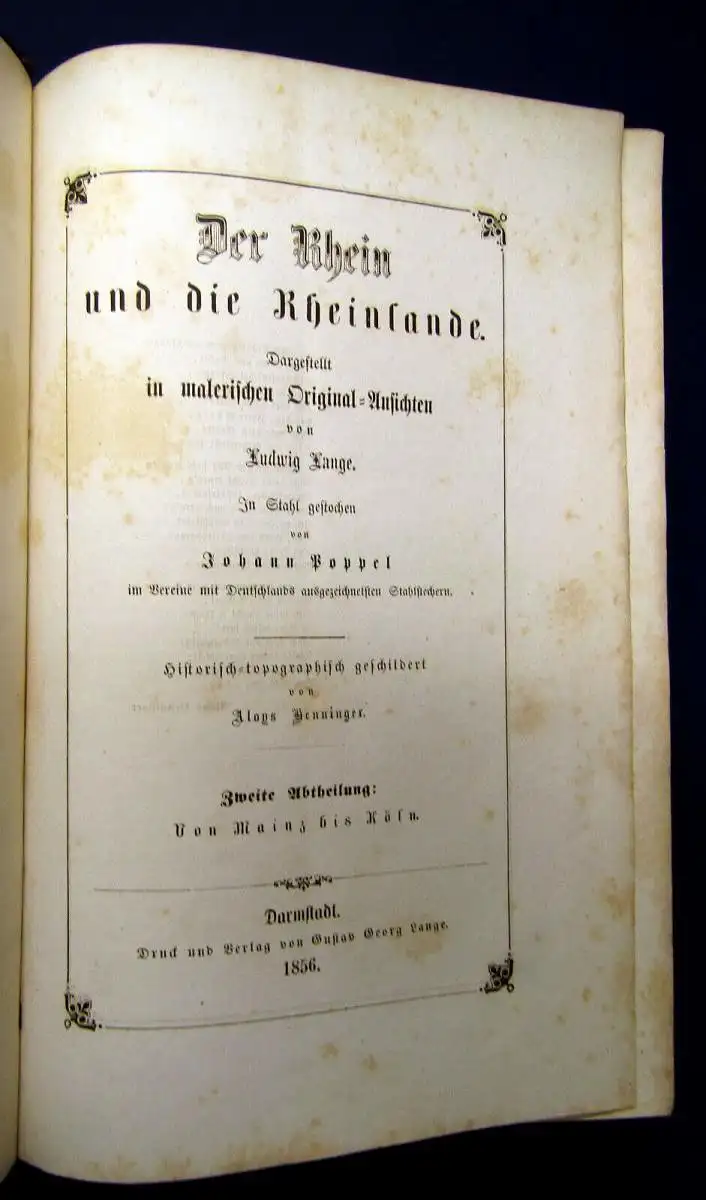 Der Rhein
und die Rheinlande.
Dargestellt
in malerischen Original-Ansichten
von
Ludwig Lange.
In Stahl gestochen
von
Johann Poppel
im Vereine mit Deutschlands ausgezeichnetsten Stahlstechern.
Historisch-topographisch geschildert
von
Aloys Henninger.
Zweite Abtheilung:
Von Mainz bis Köln.
Darmstadt.
Druck und Verlag von Gustav Georg Lange.
1856.